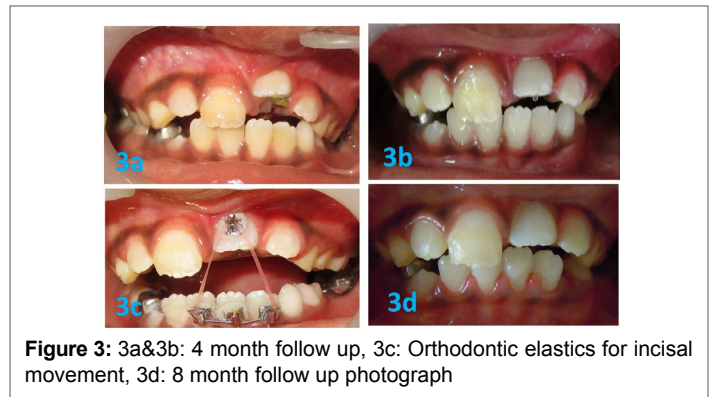 3a
3b
3c
3d
Figure 3: 3a&3b: 4 month follow up, 3c: Orthodontic elastics for incisal
movement, 3d: 8 month follow up photograph